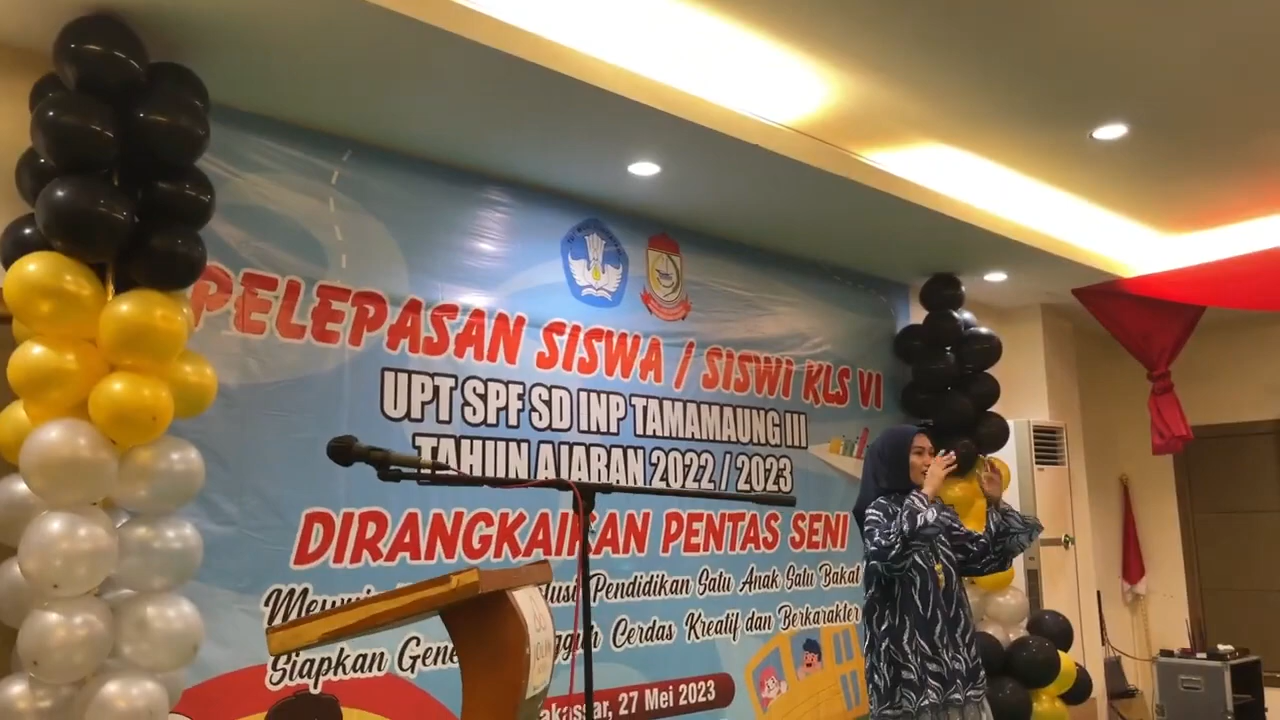 PELEPASAN SISWA / SISWI KLS VI
UPT SPF SD INP TAMAMAUNG III
TAHUN AJARAN 2022 / 2023
DIRANGKAIKAN PENTAS SENI
Pendidikan Satu Anak Satu Bakat
Siapkan Cerdas Kreatif dan Berkarakter
27 Mei 2023